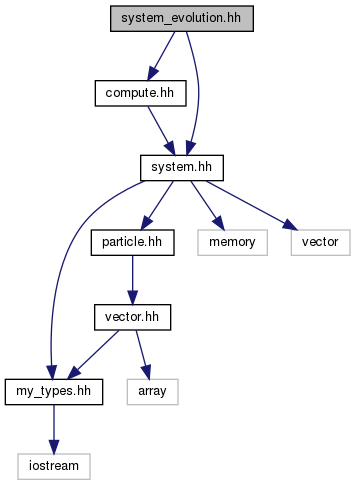 system_evolution.hh
compute.hh
system.hh
particle.hh
memory
vector
vector.hh
my_types.hh
array
iostream